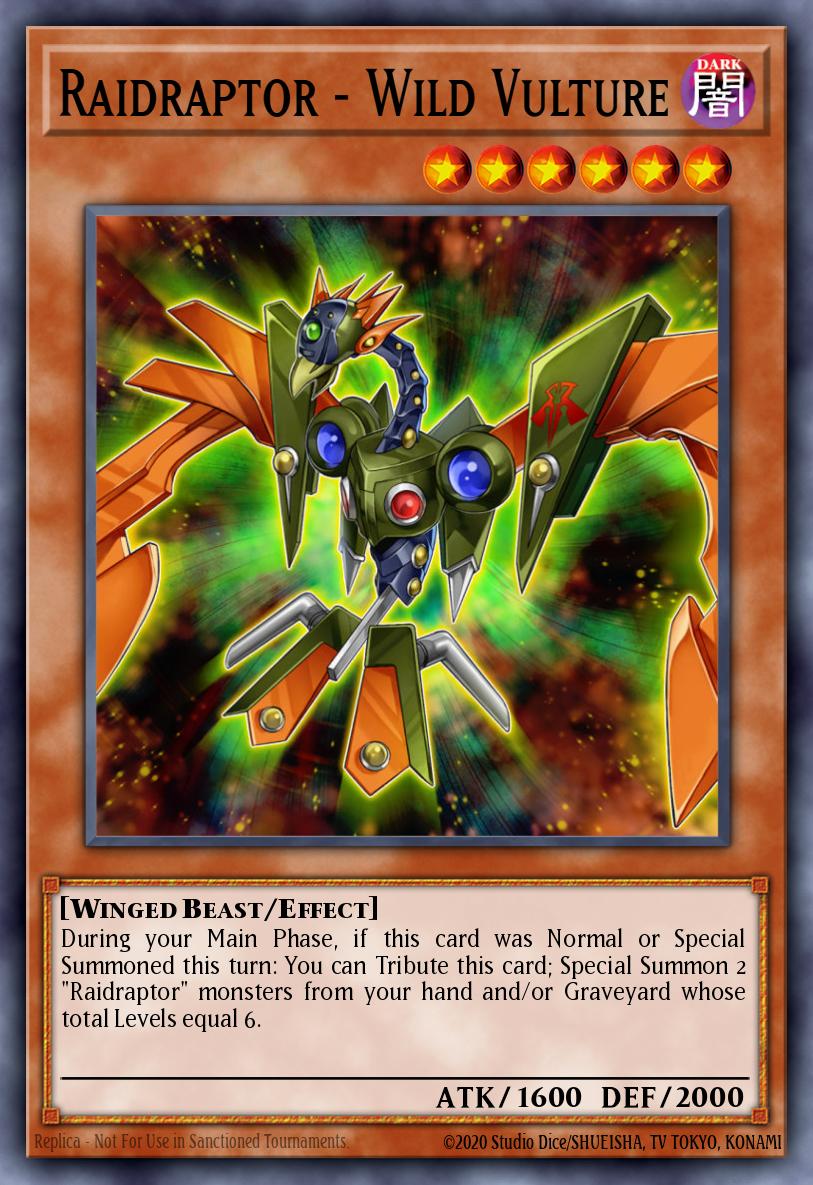 Raidraptor - Wild Vulture
DARK
闇
[Winged Beast/Effect]
During your Main Phase, if this card was Normal or Special
Summoned this turn: You can Tribute this card; Special Summon 2
"Raidraptor" monsters from your hand and/or Graveyard whose
total Levels equal 6.
ATK/1600 DEF/2000
Replica - Not For Use in Sanctioned Tournaments.
©2020 Studio Dice/SHUEISHA, TV TOKYO, KONAMI